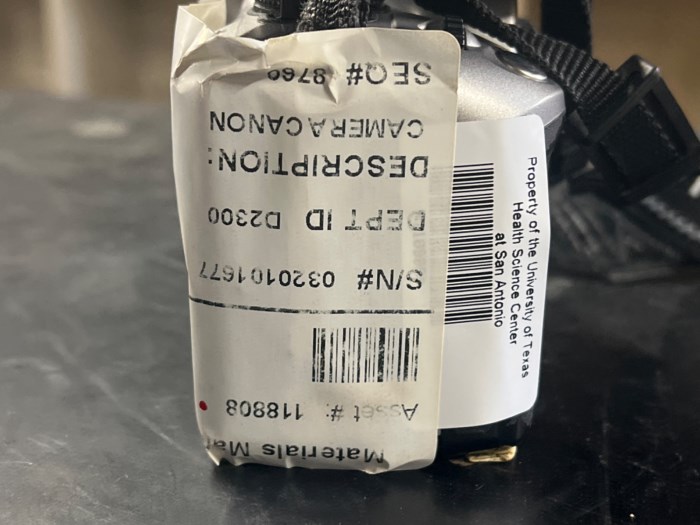 Materials Ma
Asset #: 118808
S/N# 0320101677
DEPT ID D2300
DESCRIPTION:
CAMERA CANON
SEQ# 8760
Property of the University of Texas
Health Science Center
at San Antonio